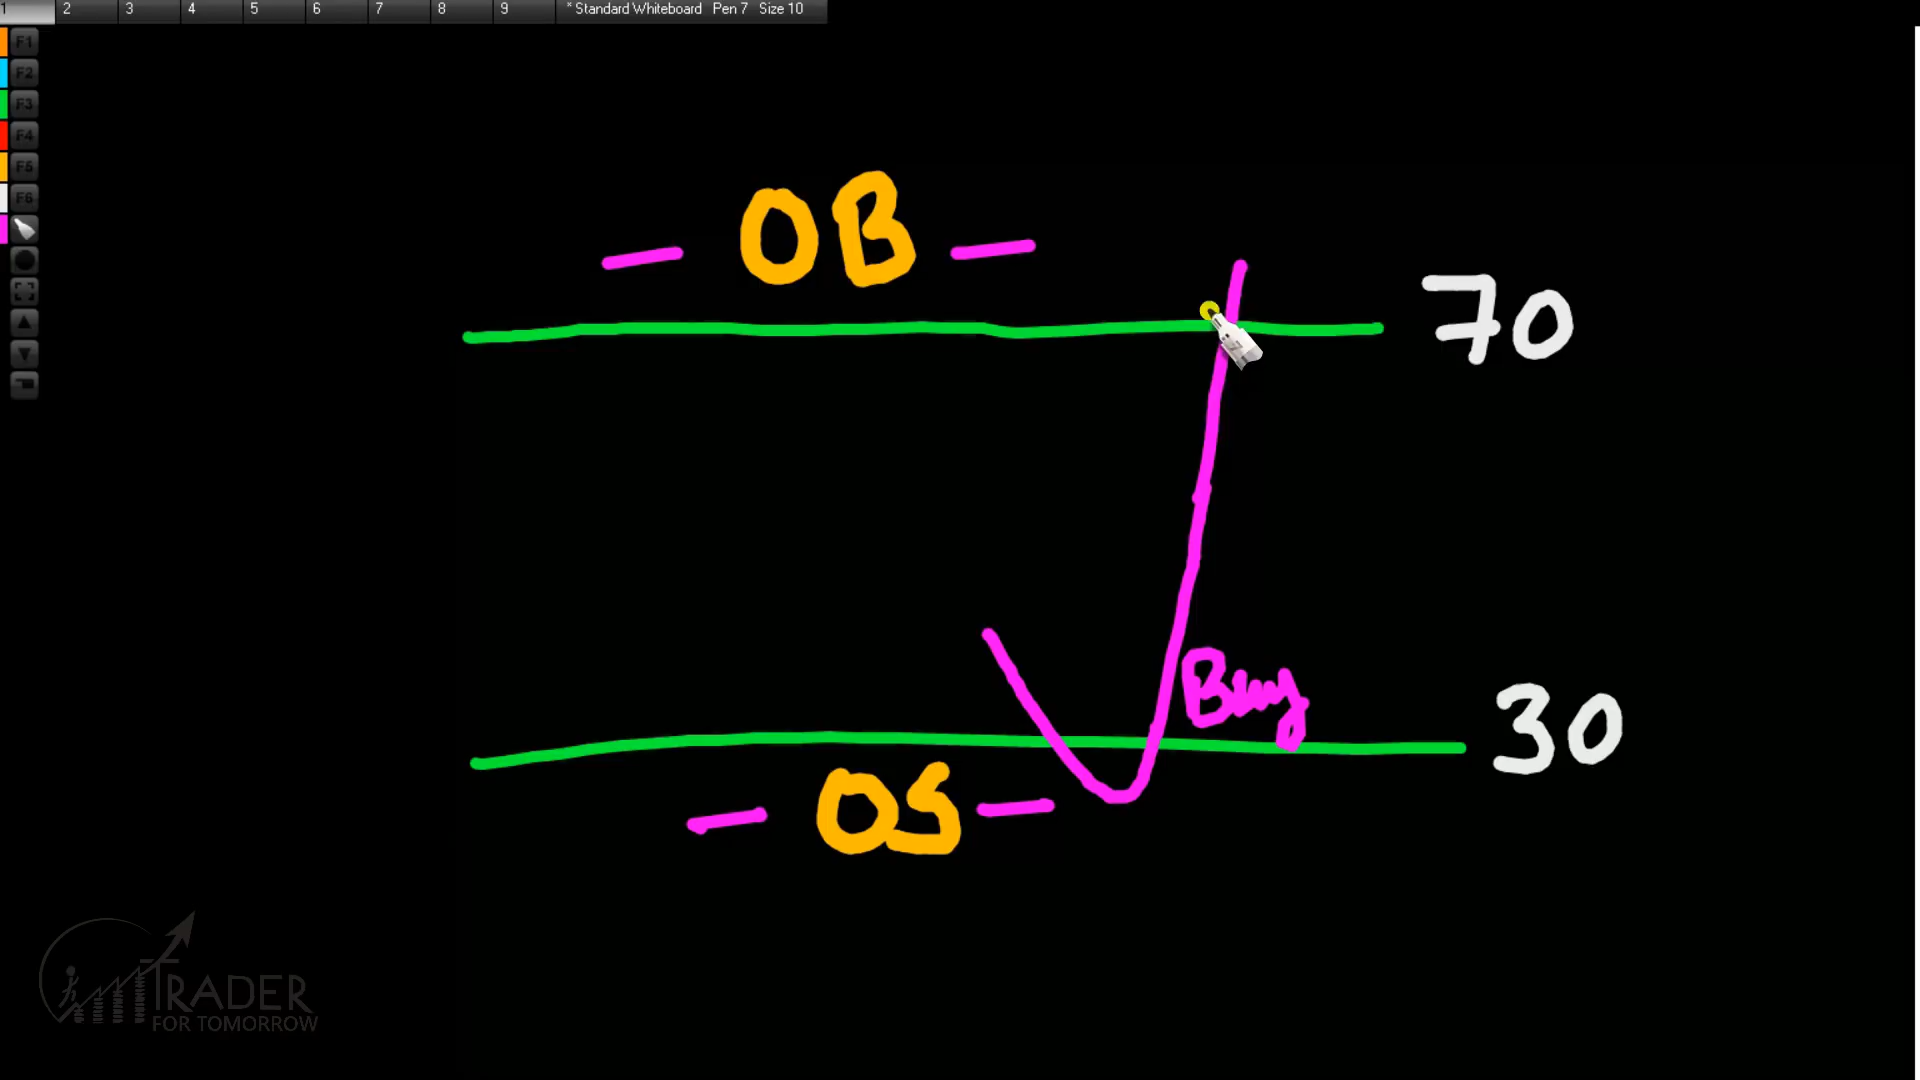 1 2 3 4 5 6 7 8 9 * Standard Whiteboard Pen 7 Size 10
F1
F2
F3
F4
F5
F6
- OB -
70
Buy
30
- OS -
TRADER
FOR TOMORROW